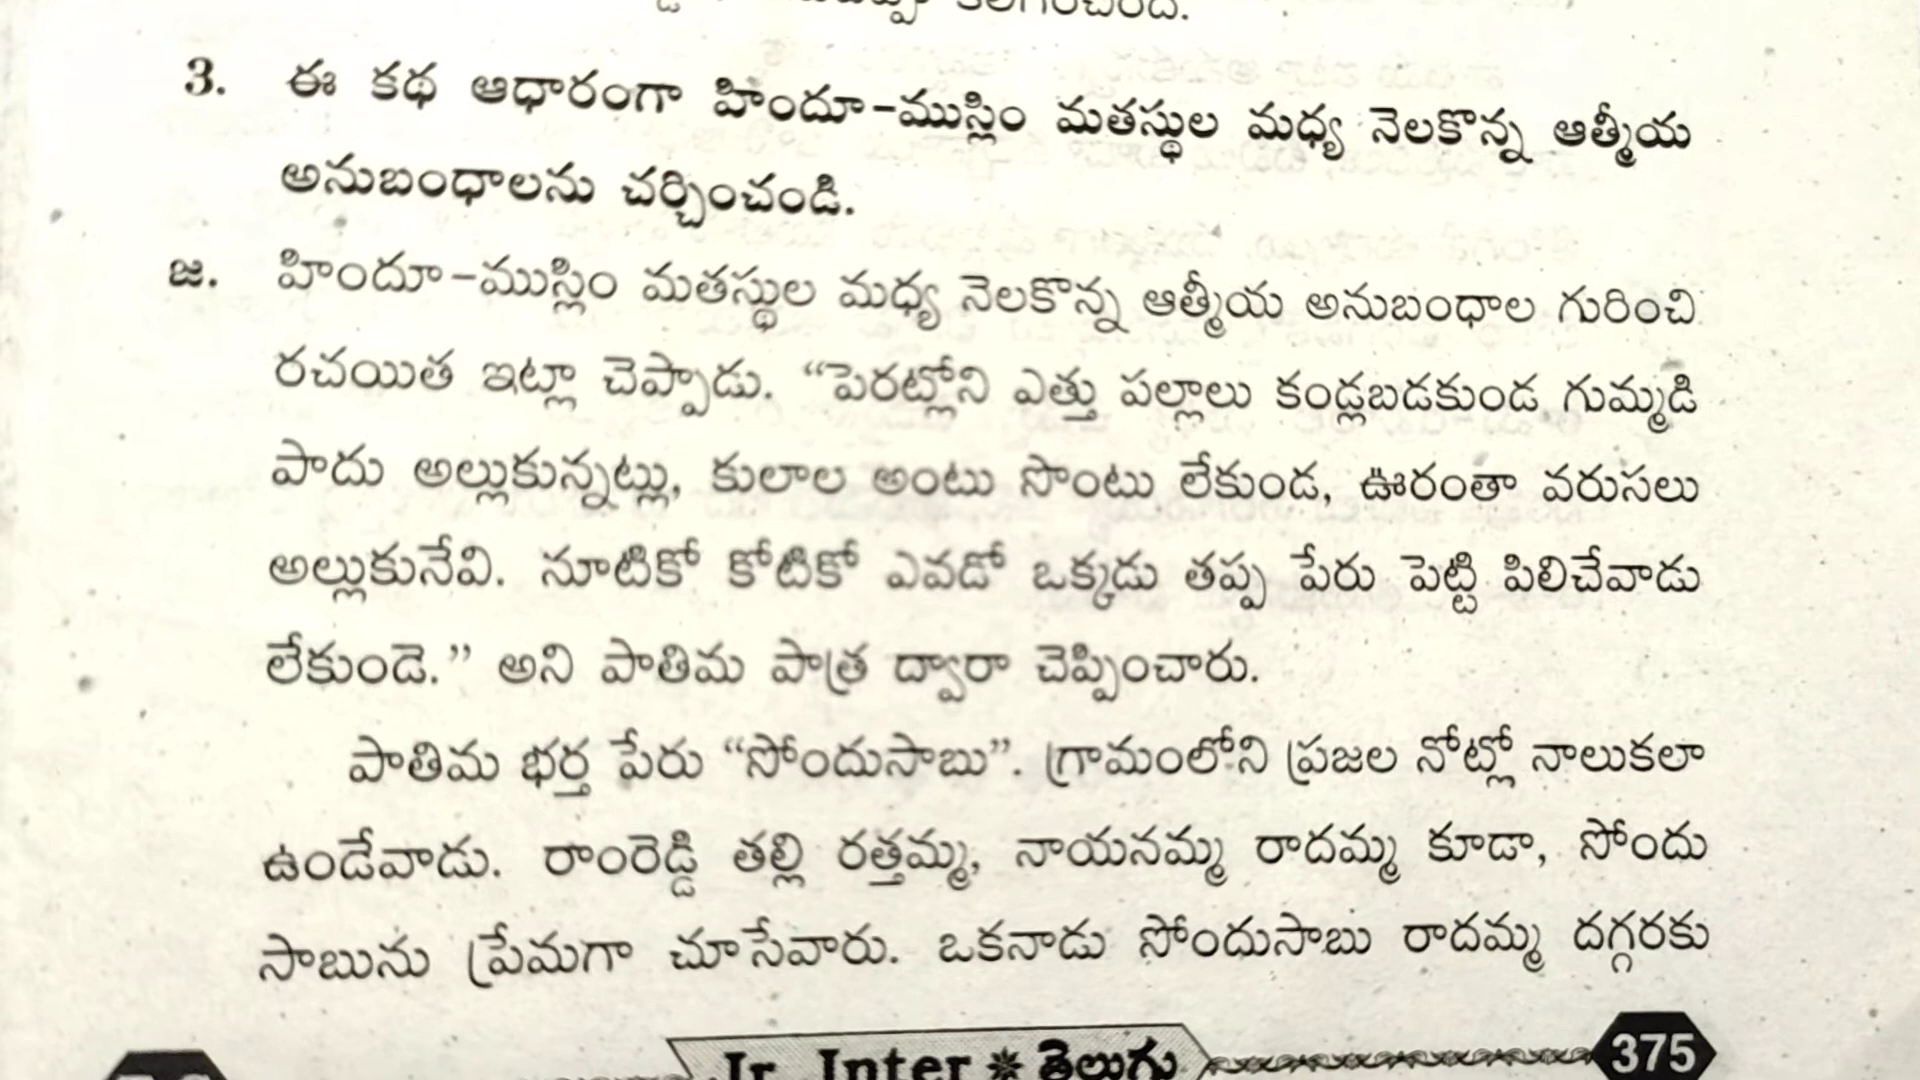 కలిగించింది.
3. ఈ కథ ఆధారంగా హిందూ-ముస్లిం మతస్థుల మధ్య నెలకొన్న ఆత్మీయ
అనుబంధాలను చర్చించండి.
జ. హిందూ-ముస్లిం మతస్థుల మధ్య నెలకొన్న ఆత్మీయ అనుబంధాల గురించి
రచయిత ఇట్లా చెప్పాడు. “పెరట్లోని ఎత్తు పల్లాలు కండ్లబడకుండ గుమ్మడి
పాదు అల్లుకున్నట్లు, కులాల అంటు సొంటు లేకుండ, ఊరంతా వరుసలు
అల్లుకునేవి. నూటికో కోటికో ఎవడో ఒక్కడు తప్ప పేరు పెట్టి పిలిచేవాడు
లేకుండె.” అని పాతిమ పాత్ర ద్వారా చెప్పించారు.
పాతిమ భర్త పేరు “సోందుసాబు”. గ్రామంలోని ప్రజల నోట్లో నాలుకలా
ఉండేవాడు. రాంరెడ్డి తల్లి రత్తమ్మ, నాయనమ్మ రాదమ్మ కూడా, సోందు
సాబును ప్రేమగా చూసేవారు. ఒకనాడు సోందుసాబు రాదమ్మ దగ్గరకు
Jr. Inter తెలుగు 375